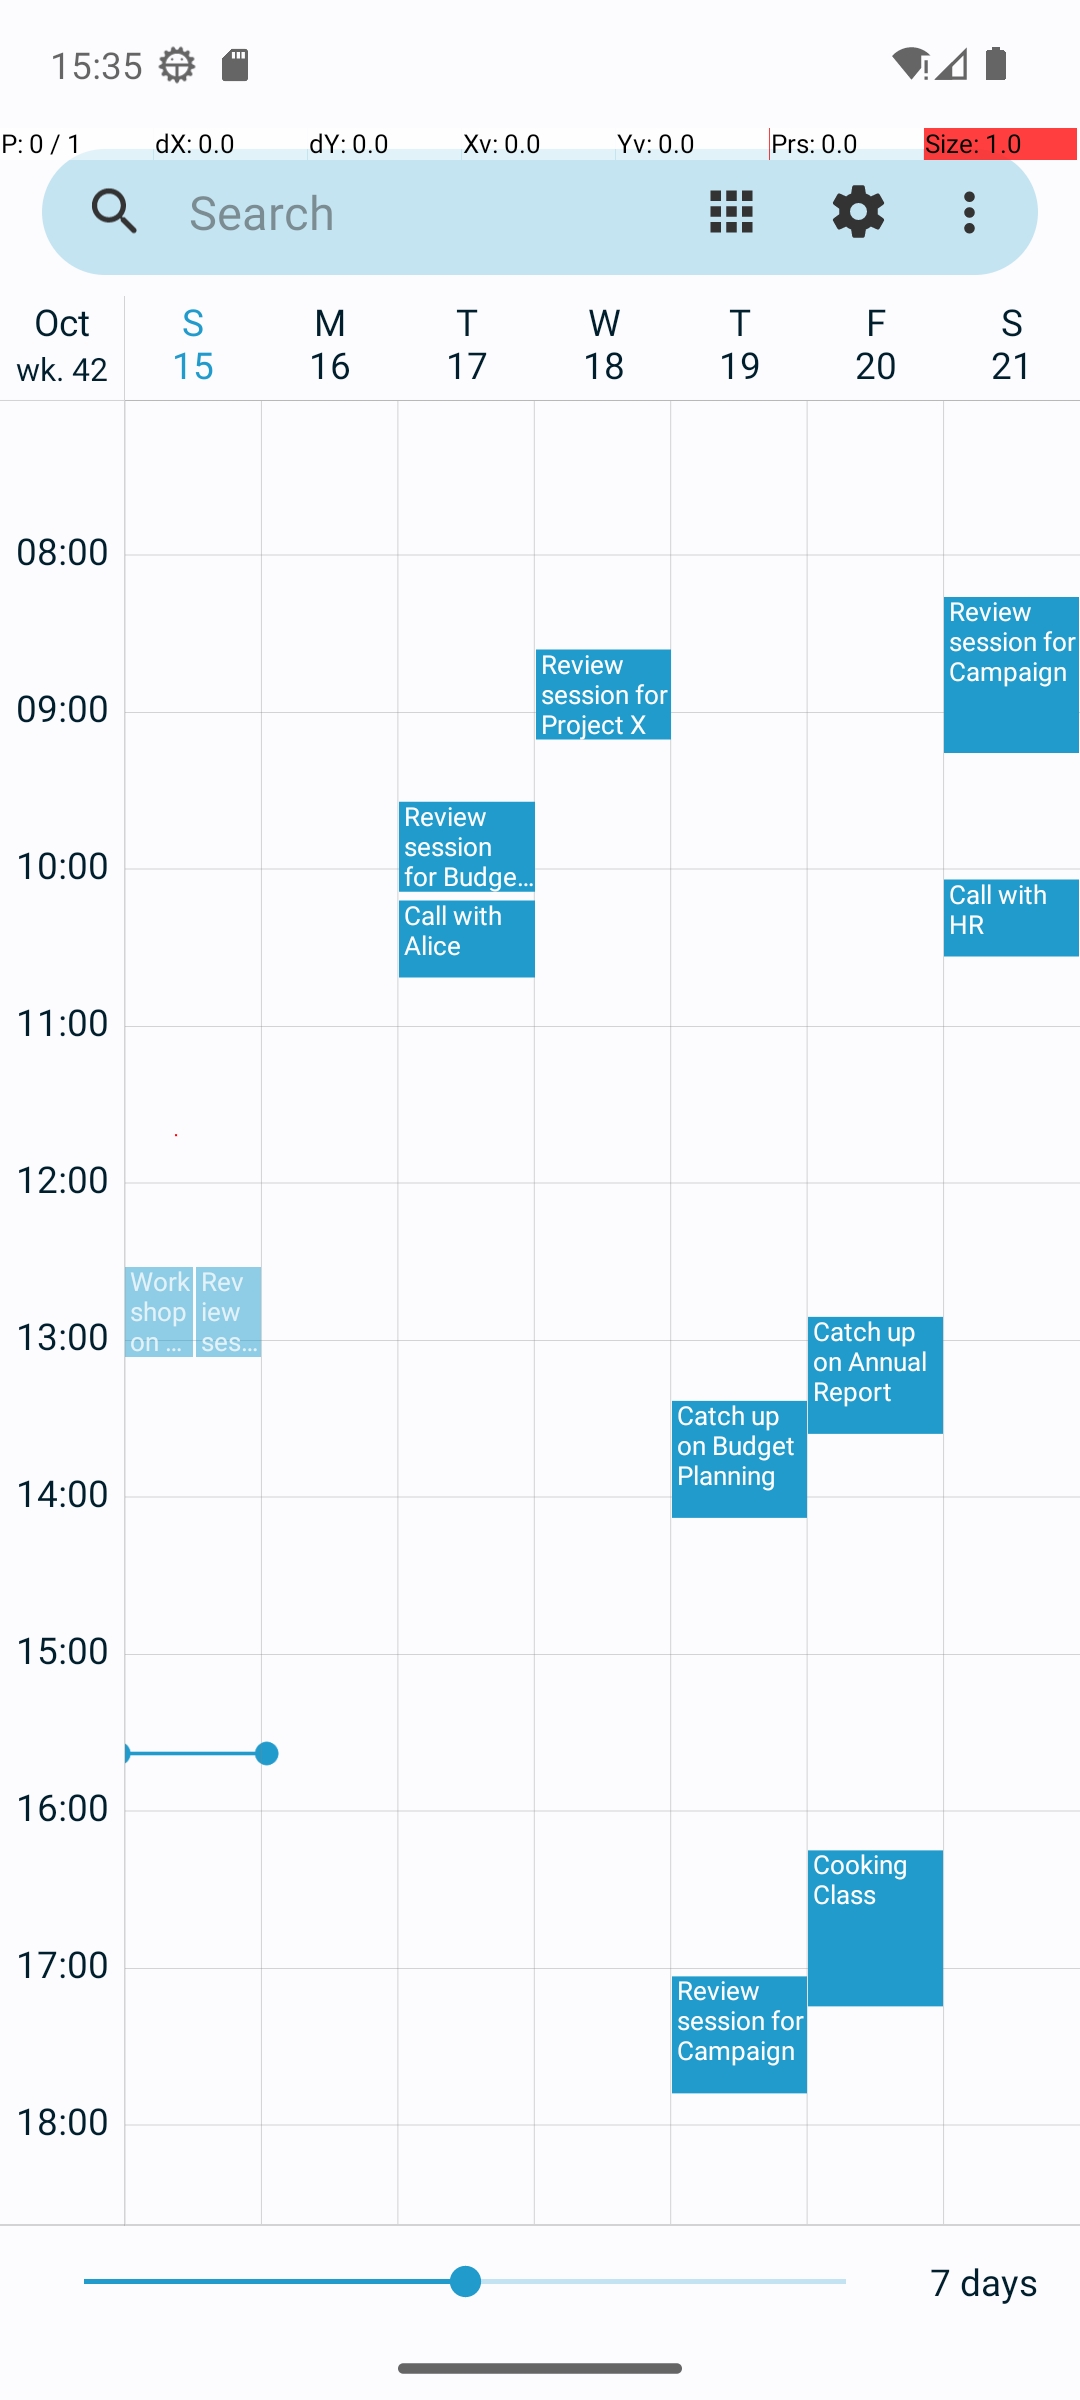 15:35
P: 0 / 1 dX: 0.0 dY: 0.0 Xv: 0.0 Yv: 0.0 Prs: 0.0 Size: 1.0
Search
Oct S M T W T F S
wk. 42 15 16 17 18 19 20 21
08:00
Review
session for
Campaign
Review
session for
Project X
09:00
Review
session
for Budge...
10:00
Call with
HR
Call with
Alice
11:00
12:00
Work
shop
on ...
Rev
iew
ses...
13:00
Catch up
on Annual
Report
Catch up
on Budget
Planning
14:00
15:00
16:00
Cooking
Class
17:00
Review
session for
Campaign
18:00
7 days